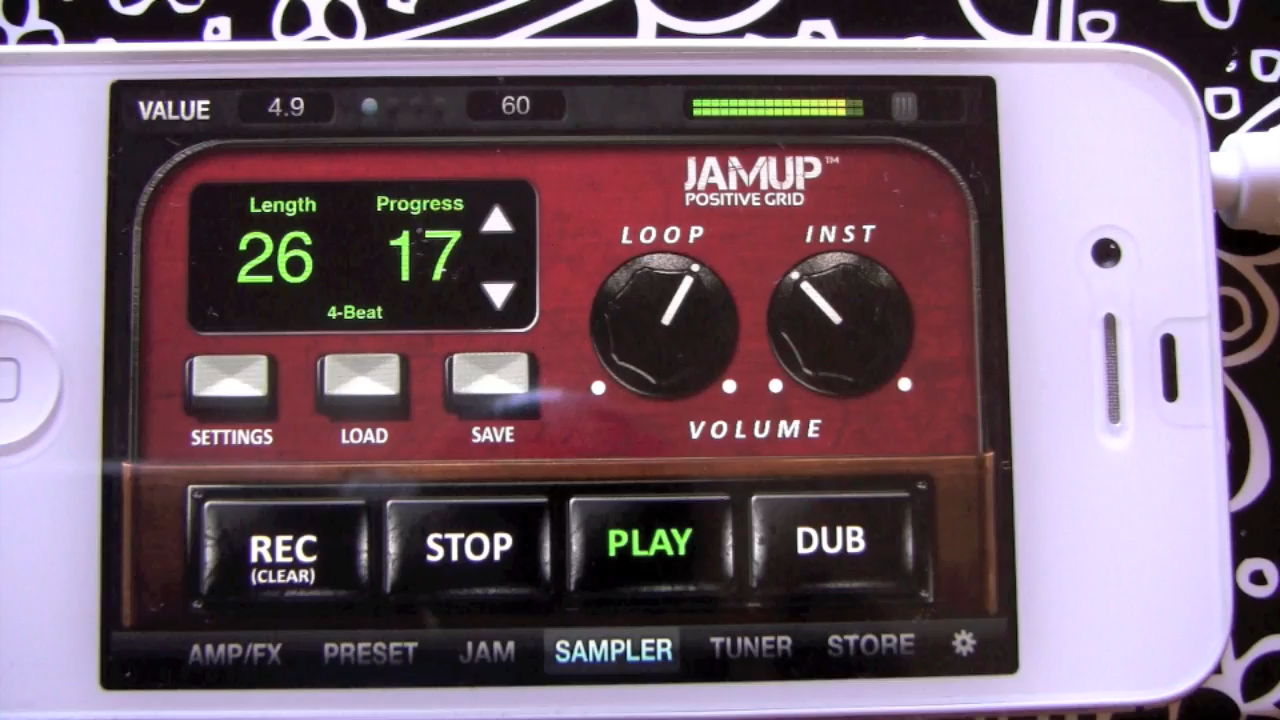 VALUE 4.9 60
JAMUP™
POSITIVE GRID
Length Progress
26 17
4-Beat
LOOP INST
VOLUME
SETTINGS LOAD SAVE
REC STOP PLAY DUB
(CLEAR)
AMP/FX PRESET JAM SAMPLER TUNER STORE